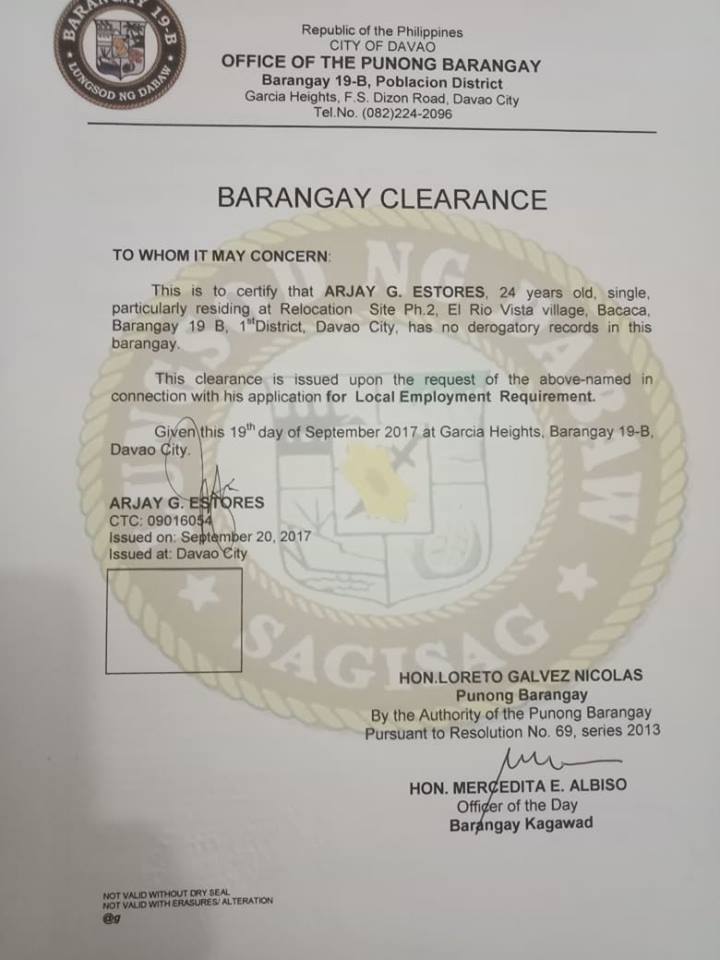 BARANGAY 19-B
LUNGSOD NG DABAW
Republic of the Philippines
CITY OF DAVAO
OFFICE OF THE PUNONG BARANGAY
Barangay 19-B, Poblacion District
Garcia Heights, F.S. Dizon Road, Davao City
Tel.No. (082)224-2096
BARANGAY CLEARANCE
TO WHOM IT MAY CONCERN:
This is to certify that ARJAY G. ESTORES, 24 years old, single,
particularly residing at Relocation Site Ph.2, El Rio Vista village, Bacaca,
Barangay 19 B, 1st District, Davao City, has no derogatory records in this
barangay.
This clearance is issued upon the request of the above-named in
connection with his application for Local Employment Requirement.
Given this 19th day of September 2017 at Garcia Heights, Barangay 19-B,
Davao City.
ARJAY G. ESTORES
CTC: 09016054
Issued on: September 20, 2017
Issued at: Davao City
LUNGSOD NG DABAW
SAGISAG
HON.LORETO GALVEZ NICOLAS
Punong Barangay
By the Authority of the Punong Barangay
Pursuant to Resolution No. 69, series 2013
HON. MERCEDITA E. ALBISO
Officer of the Day
Barangay Kagawad
NOT VALID WITHOUT DRY SEAL
NOT VALID WITH ERASURES/ ALTERATION
@g